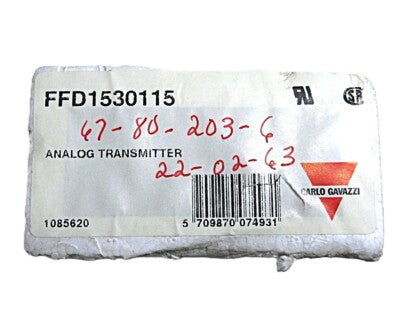 FFD1530115
67-80-203-6
ANALOG TRANSMITTER
22-02-63
CARLO GAVAZZI
1085620
5 709870 074931